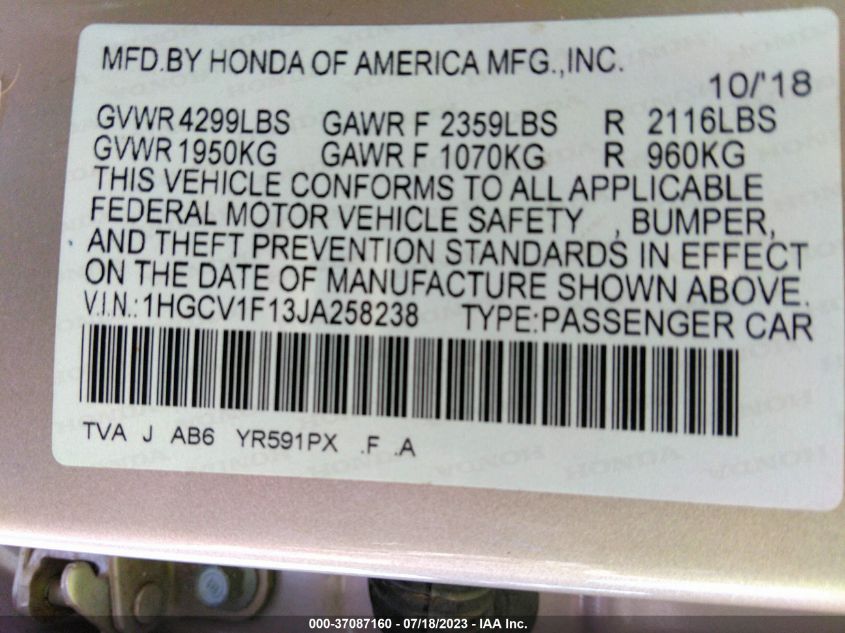 MFD.BY HONDA OF AMERICA MFG.,INC.
10/'18
GVWR 4299LBS GAWR F 2359LBS R 2116LBS
GVWR 1950KG GAWR F 1070KG R 960KG
THIS VEHICLE CONFORMS TO ALL APPLICABLE
FEDERAL MOTOR VEHICLE SAFETY , BUMPER,
AND THEFT PREVENTION STANDARDS IN EFFECT
ON THE DATE OF MANUFACTURE SHOWN ABOVE.
V.I.N.:1HGCV1F13JA258238 TYPE:PASSENGER CAR
TVA J AB6 YR591PX .F .A
000-37087160 - 07/18/2023 - IAA Inc.